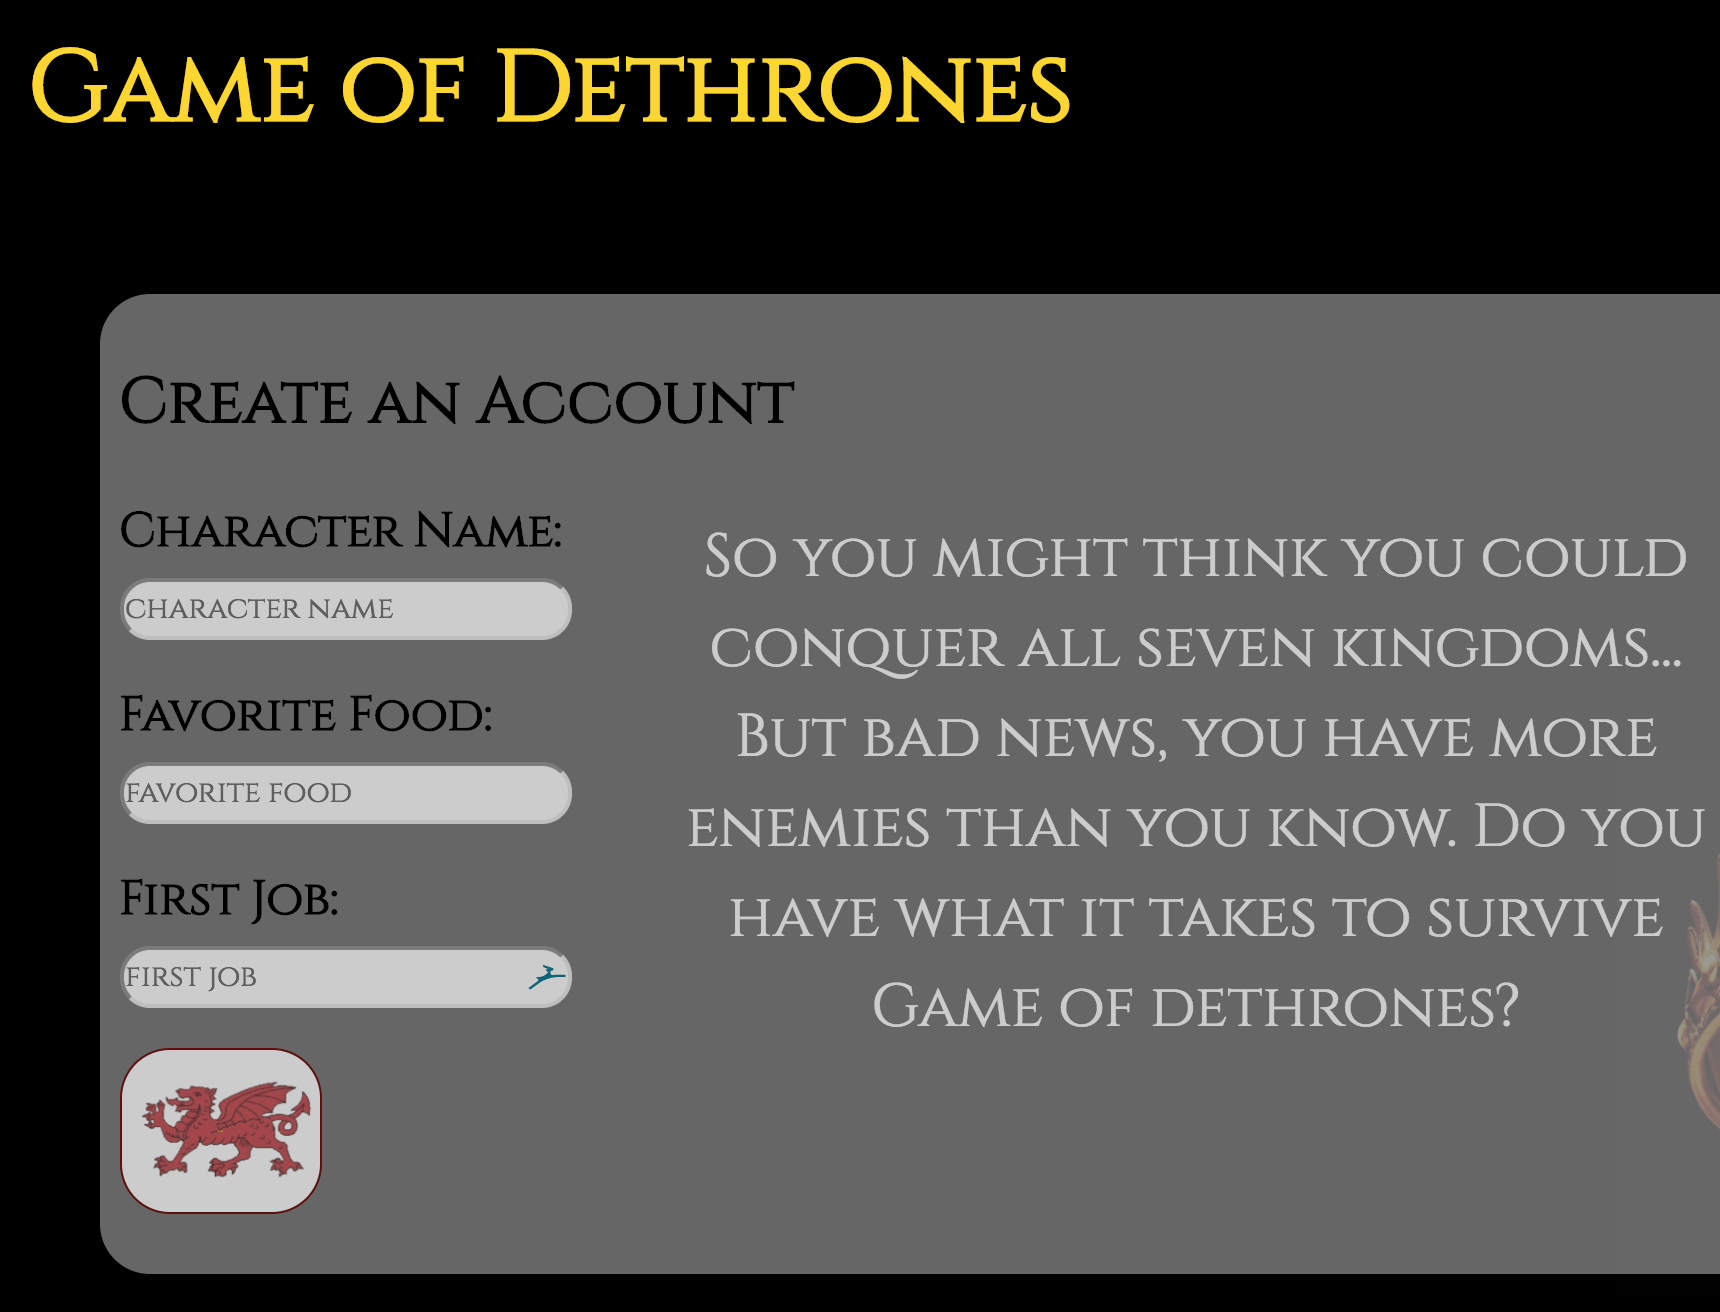 Game of Dethrones
Create an Account
Character Name:
character name
Favorite Food:
favorite food
First Job:
first job
So you might think you could
conquer all seven kingdoms...
But bad news, you have more
enemies than you know. Do you
have what it takes to survive
Game of dethrones?